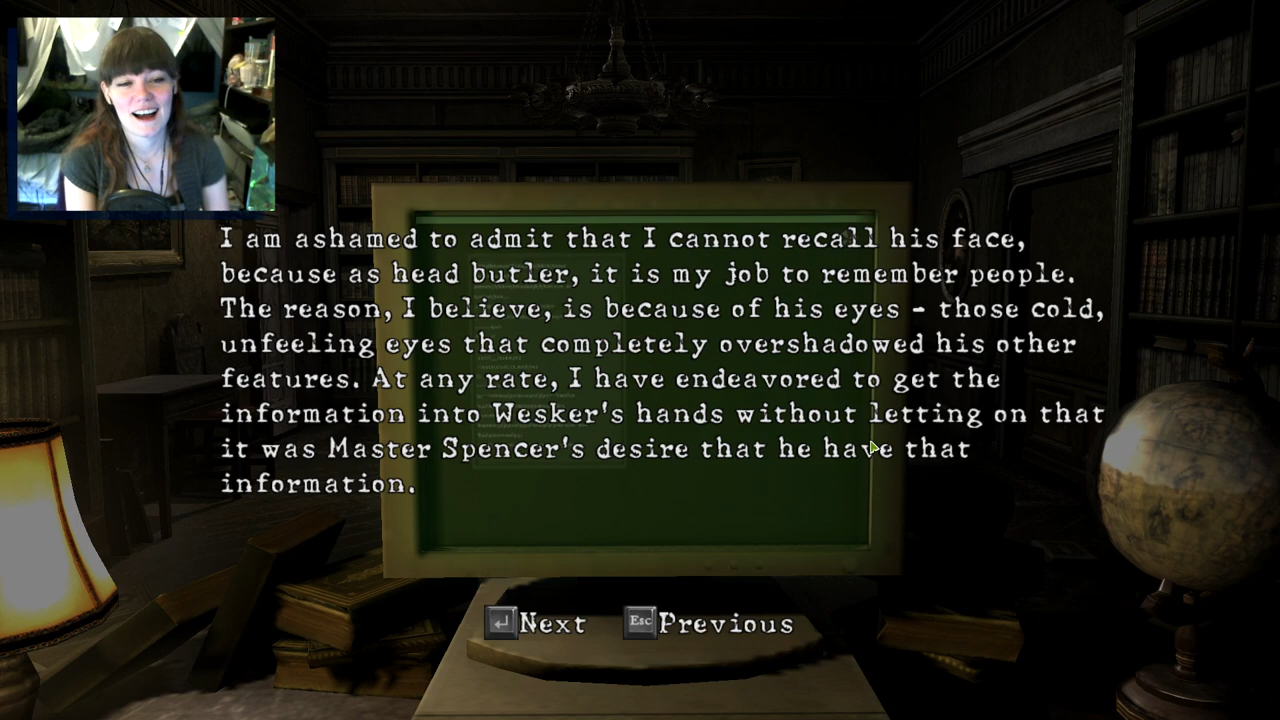 I am ashamed to admit that I cannot recall his face,
because as head butler, it is my job to remember people.
The reason, I believe, is because of his eyes - those cold,
unfeeling eyes that completely overshadowed his other
features. At any rate, I have endeavored to get the
information into Wesker's hands without letting on that
it was Master Spencer's desire that he have that
information.
Esc
Next Previous